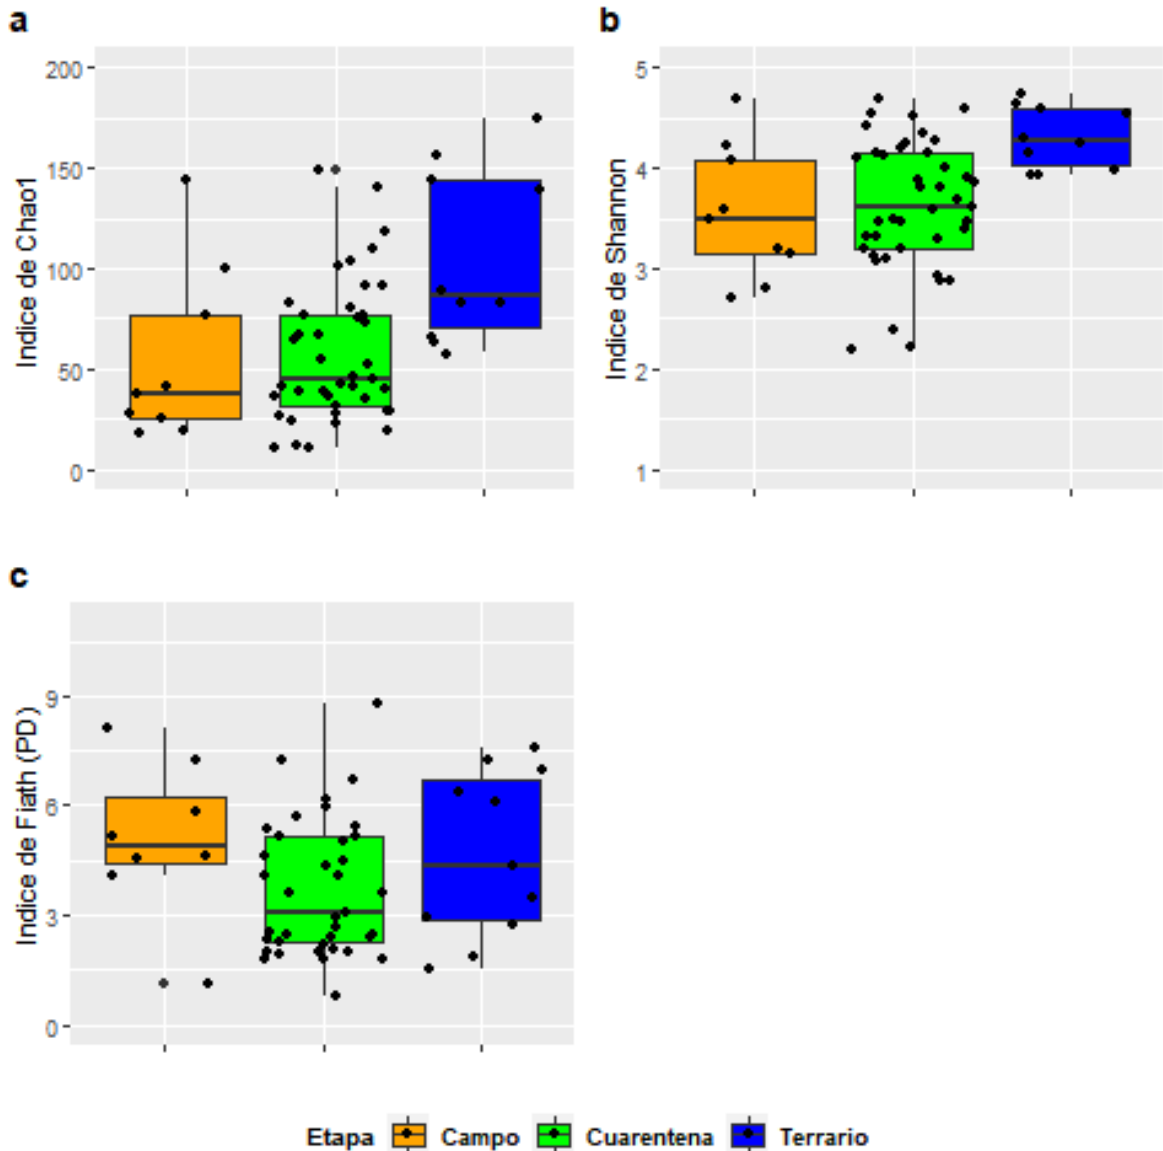 a
Indice de Chao1
200
150
100
50
0
b
Indice de Shannon
5
4
3
2
1
c
Indice de Fiath (PD)
9
6
3
0
Etapa Campo Cuarentena Terrario